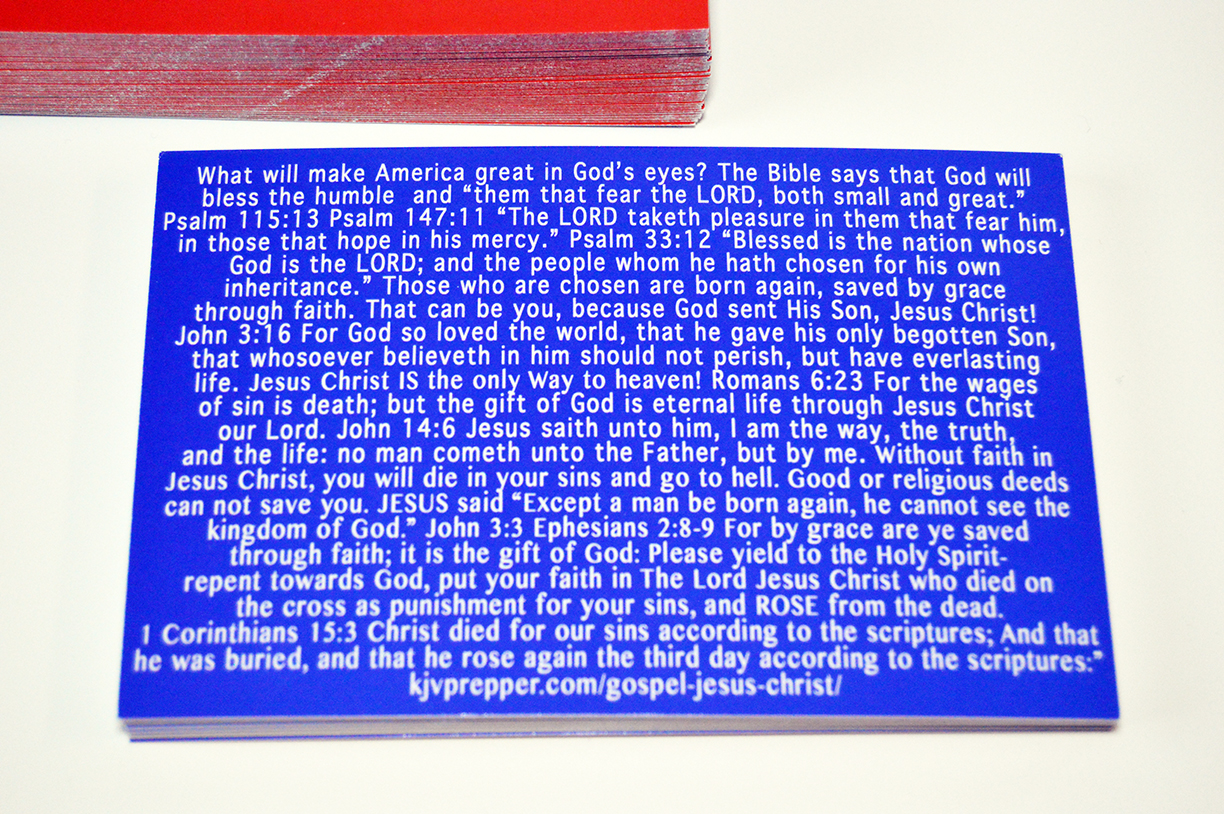 What will make America great in God's eyes? The Bible says that God will
bless the humble  and “them that fear the LORD, both small and great.”
Psalm 115:13 Psalm 147:11 “The LORD taketh pleasure in them that fear him,
in those that hope in his mercy.” Psalm 33:12 “Blessed is the nation whose
God is the LORD; and the people whom he hath chosen for his own
inheritance.” Those who are chosen are born again, saved by grace
through faith. That can be you, because God sent His Son, Jesus Christ!
John 3:16 For God so loved the world, that he gave his only begotten Son,
that whosoever believeth in him should not perish, but have everlasting
life. Jesus Christ IS the only Way to heaven! Romans 6:23 For the wages
of sin is death; but the gift of God is eternal life through Jesus Christ
our Lord. John 14:6 Jesus saith unto him, I am the way, the truth,
and the life: no man cometh unto the Father, but by me. Without faith in
Jesus Christ, you will die in your sins and go to hell. Good or religious deeds
can not save you. JESUS said “Except a man be born again, he cannot see the
kingdom of God.” John 3:3 Ephesians 2:8-9 For by grace are ye saved
through faith; it is the gift of God: Please yield to the Holy Spirit-
repent towards God, put your faith in The Lord Jesus Christ who died on
the cross as punishment for your sins, and ROSE from the dead.
1 Corinthians 15:3 Christ died for our sins according to the scriptures; And that
he was buried, and that he rose again the third day according to the scriptures:”
kjvprepper.com/gospel-jesus-christ/